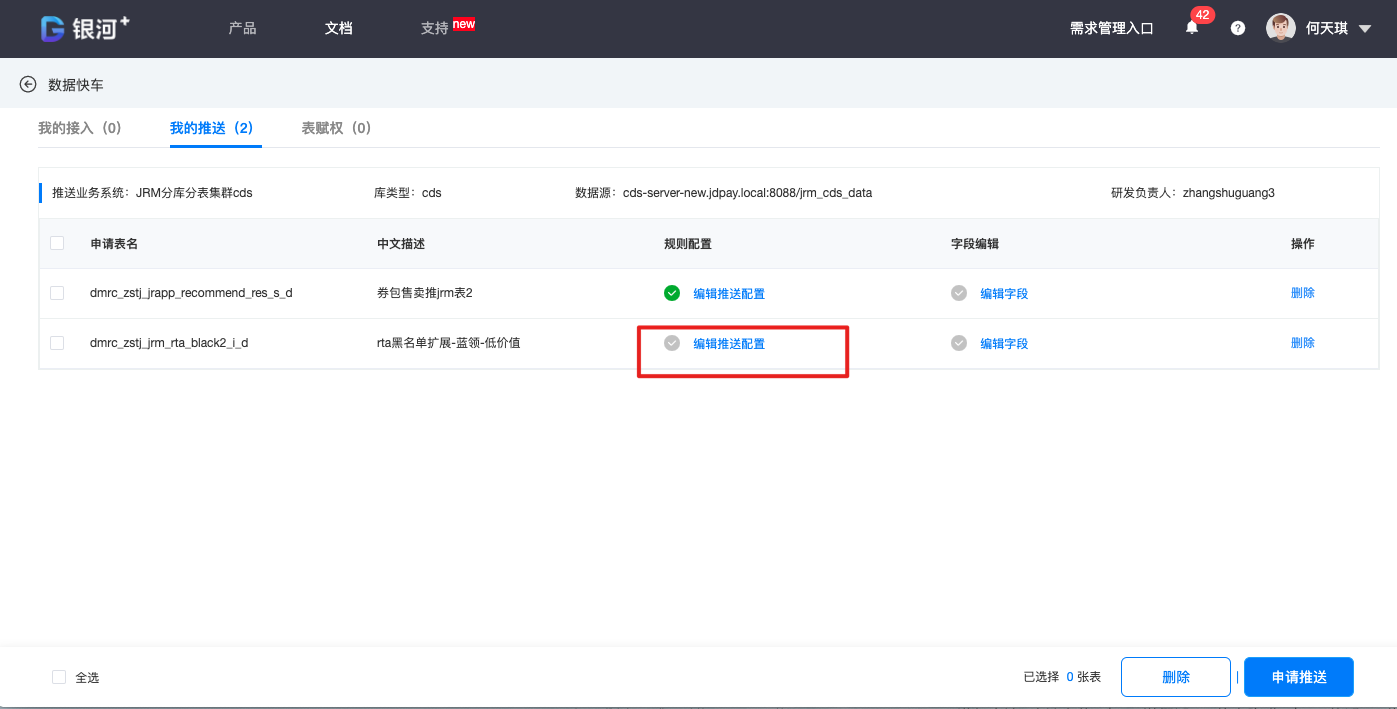 银河+ 产品 文档 支持 new 需求管理入口 42 ? 何天琪
数据快车
我的接入（0） 我的推送（2） 表赋权（0）
推送业务系统：JRM分库分表集群cds 库类型：cds 数据源：cds-server-new.jdpay.local:8088/jrm_cds_data 研发负责人：zhangshuguang3
申请表名 中文描述 规则配置 字段编辑 操作
dmrc_zstj_jrapp_recommend_res_s_d 券包售卖推jrm表2 编辑推送配置 编辑字段 删除
dmrc_zstj_jrm_rta_black2_i_d rta黑名单扩展-蓝领-低价值 编辑推送配置 编辑字段 删除
全选 已选择 0 张表 删除 | 申请推送